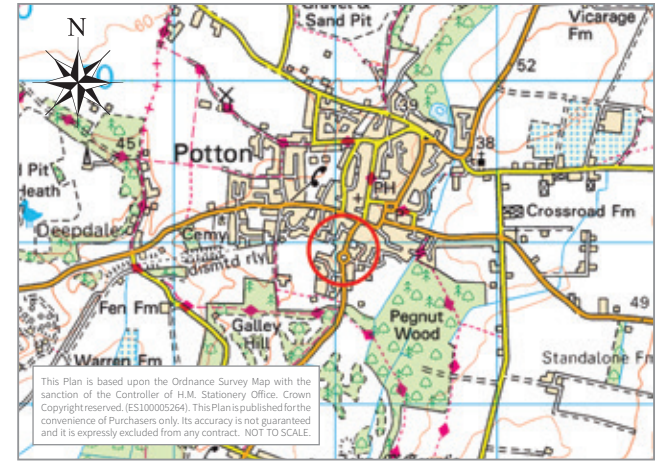 Gravel &
Sand Pit
Vicarage
Fm
N
60
52
39
45
Potton
38
Pit
Heath
PH
Crossroad Fm
Deepdale
Cemy
dismtd rly
Fen Fm
49
Galley
Hill
Pegnut
Wood
Standalone Fm
Warren Fm
This Plan is based upon the Ordnance Survey Map with the
sanction of the Controller of H.M. Stationery Office. Crown
Copyright reserved. (ES100005264). This Plan is published for the
convenience of Purchasers only. Its accuracy is not guaranteed
and it is expressly excluded from any contract. NOT TO SCALE.